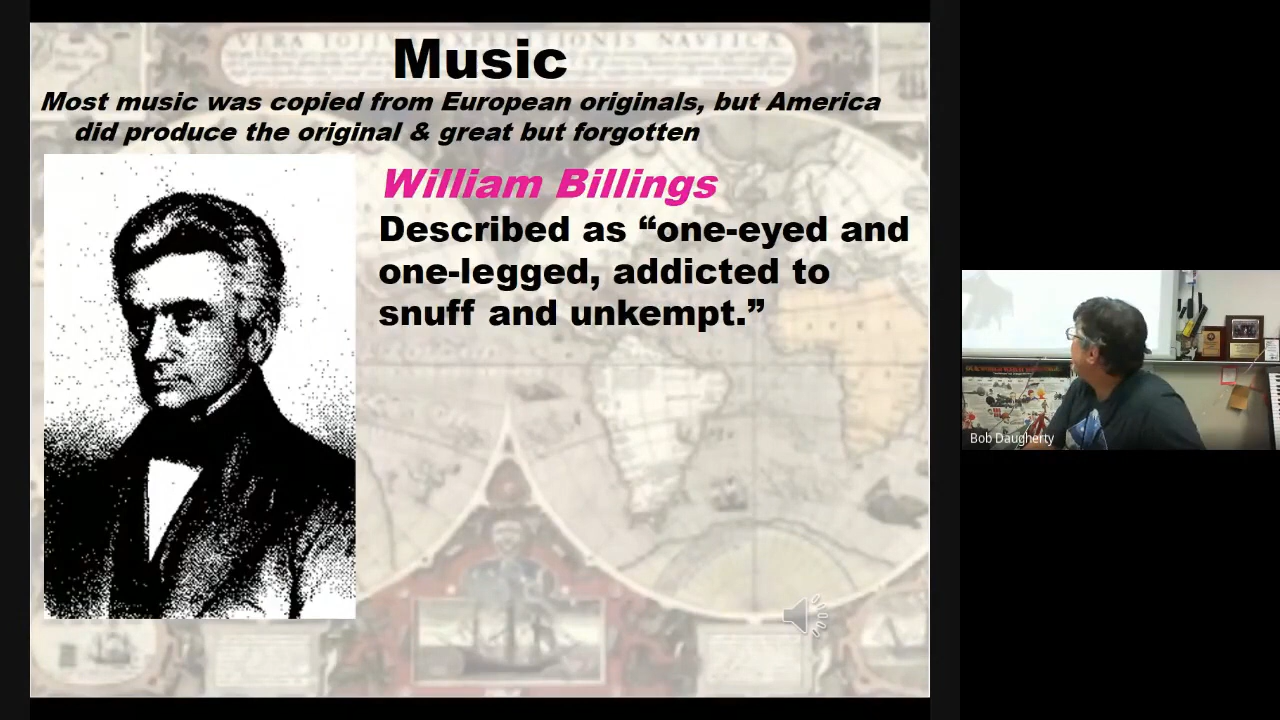 Music
Most music was copied from European originals, but America
did produce the original & great but forgotten
William Billings
Described as “one-eyed and
one-legged, addicted to
snuff and unkempt.”
Bob Daugherty